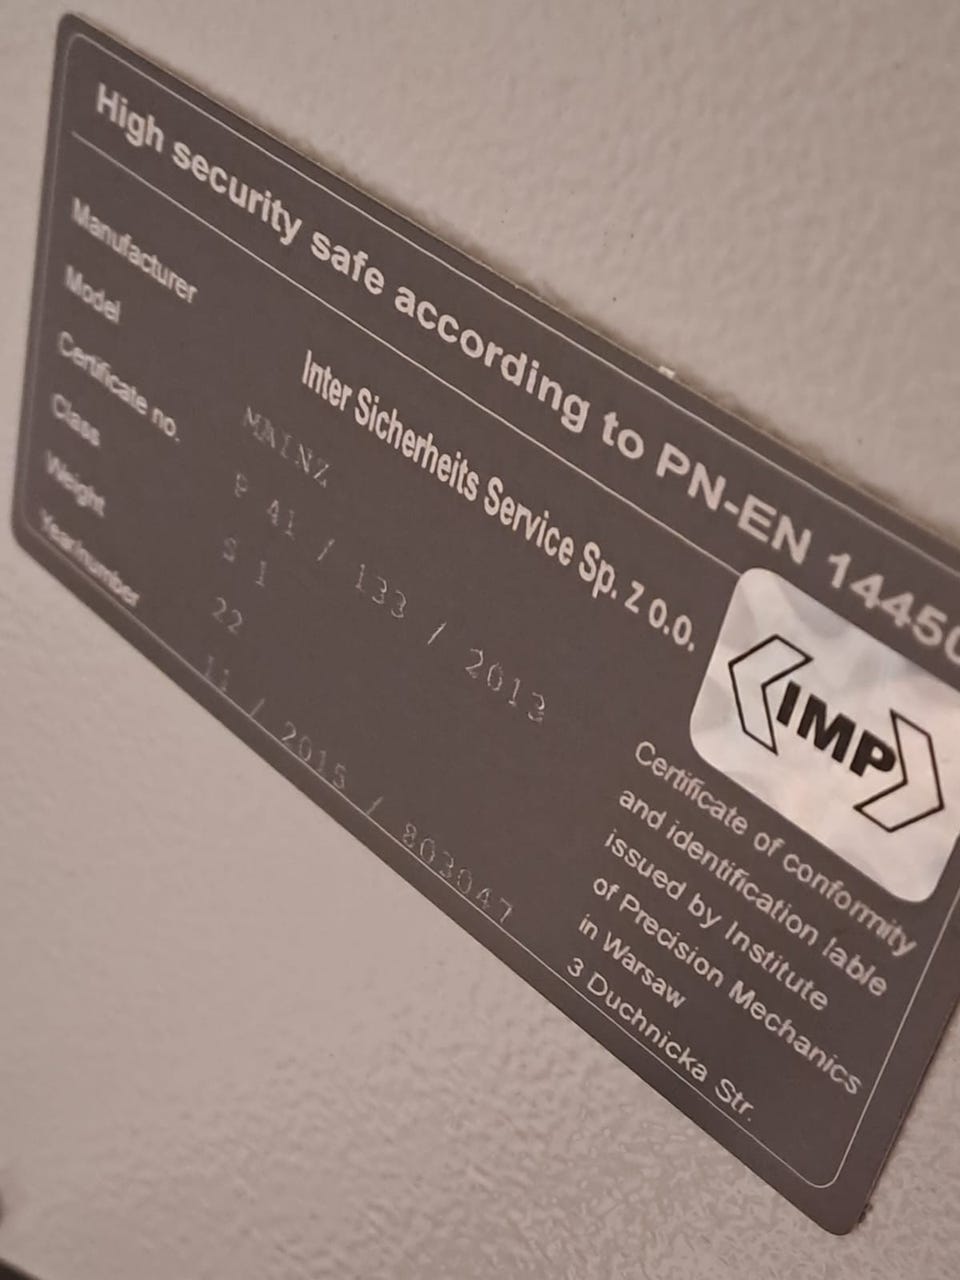 High security safe according to PN-EN 14450
Manufacturer Inter Sicherheits Service Sp. z o.o.
Model MAINZ
Certificate no. P 41 / 133 / 2013
Class S 1
Weight 22
Year/number 11 / 2015 / 803047
IMP
Certificate of conformity
and identification lable
issued by Institute
of Precision Mechanics
in Warsaw
3 Duchnicka Str.